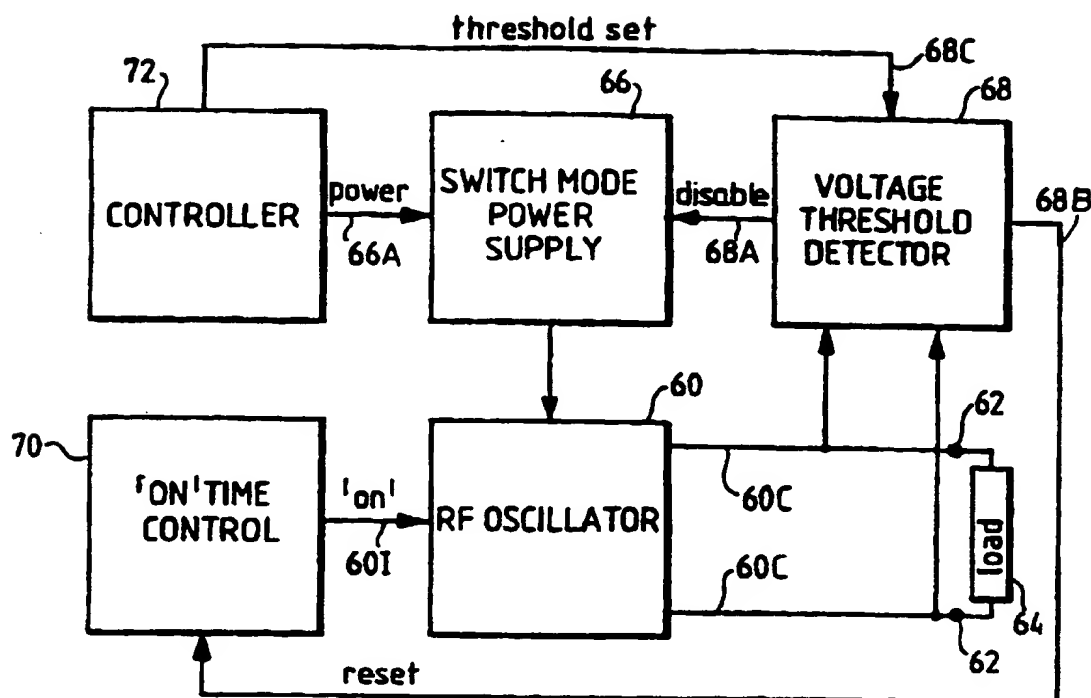 threshold set
68C
72
66
68
CONTROLLER
power
66A
SWITCH MODE
POWER
SUPPLY
disable
68A
VOLTAGE
THRESHOLD
DETECTOR
68B
70
'ON' TIME
CONTROL
'on'
60I
60
RF OSCILLATOR
60C
60C
62
load
64
62
reset